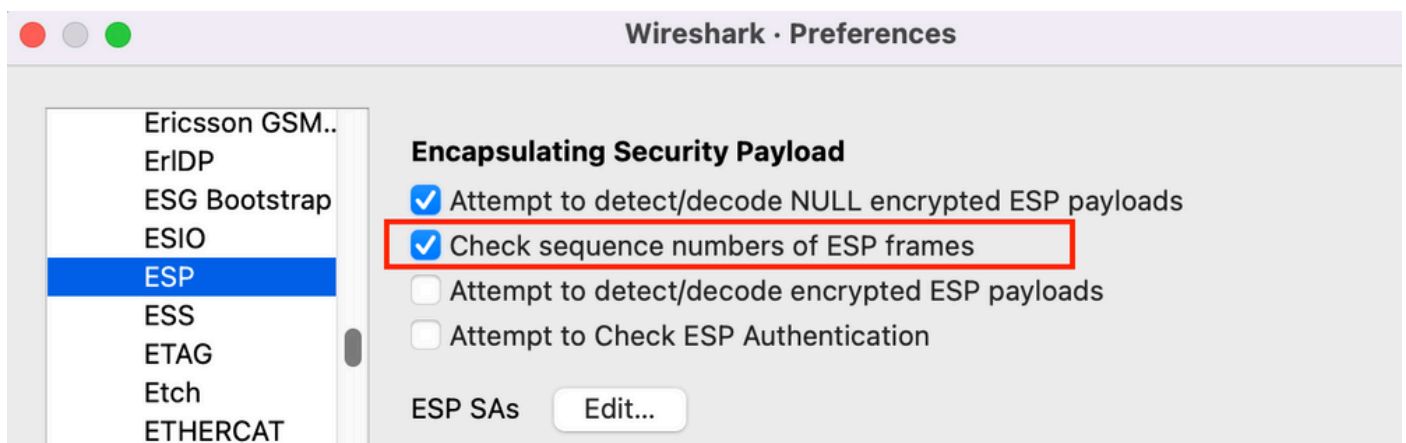 Wireshark · Preferences
Ericsson GSM..
ErlDP
ESG Bootstrap
ESIO
ESP
ESS
ETAG
Etch
ETHERCAT
Encapsulating Security Payload
Attempt to detect/decode NULL encrypted ESP payloads
Check sequence numbers of ESP frames
Attempt to detect/decode encrypted ESP payloads
Attempt to Check ESP Authentication
ESP SAs Edit...